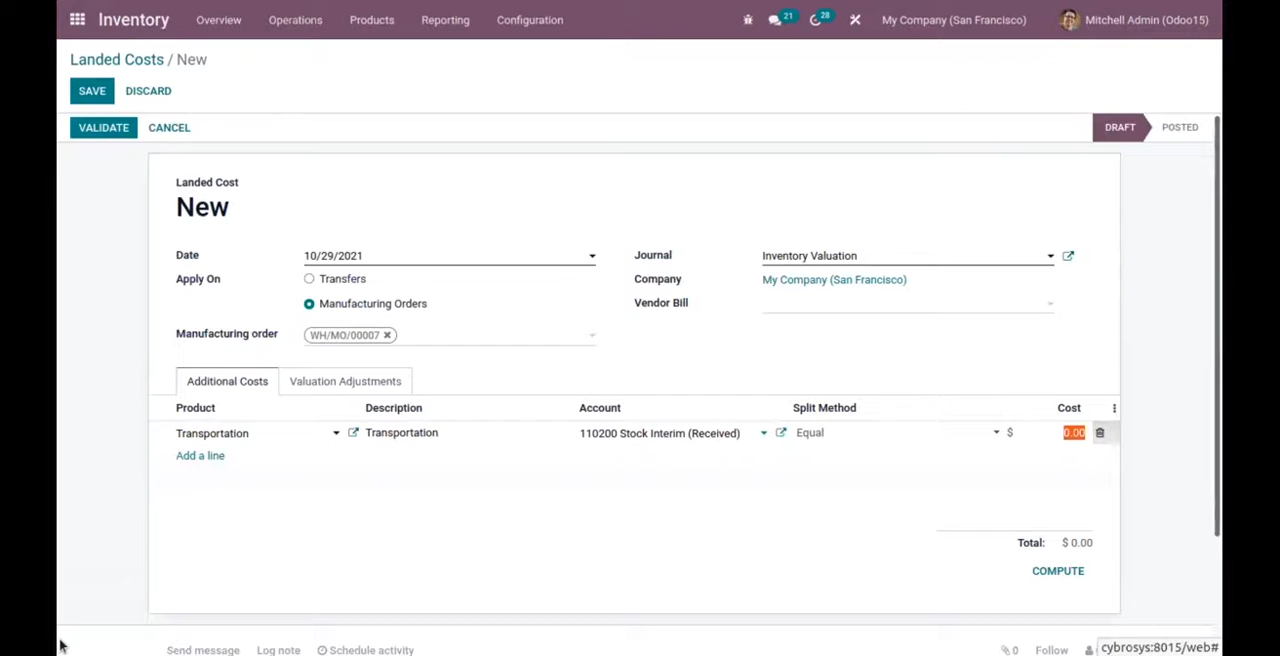 Inventory Overview Operations Products Reporting Configuration 21 28 My Company (San Francisco) Mitchell Admin (Odoo15)
Landed Costs / New
SAVE DISCARD
VALIDATE CANCEL DRAFT POSTED
Landed Cost
New
Date 10/29/2021 Journal Inventory Valuation
Apply On Transfers Company My Company (San Francisco)
Manufacturing Orders Vendor Bill
Manufacturing order WH/MO/00007
Additional Costs Valuation Adjustments
Product Description Account Split Method Cost
Transportation Transportation 110200 Stock Interim (Received) Equal $ 0.00
Add a line
Total: $ 0.00
COMPUTE
Send message Log note Schedule activity 0 Follow cybrosys:8015/web#